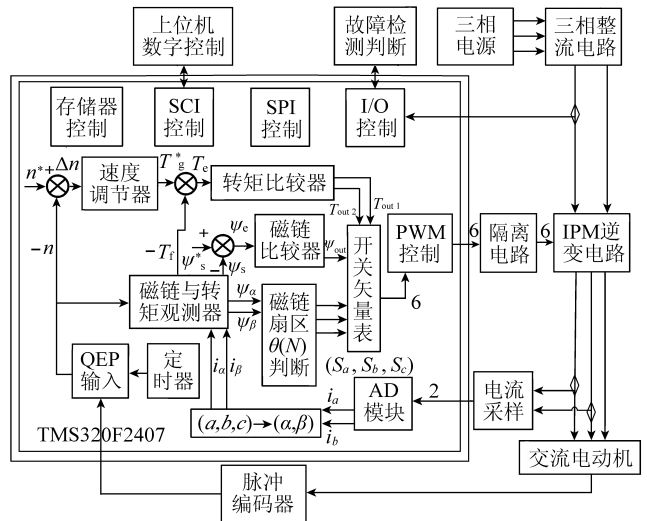 上位机
数字控制
故障检
测判断
三相
电源
三相整
流电路
存储器
控制
SCI
控制
SPI
控制
I/O
控制
n*+
Δn
速度
调节器
T*g
Te
转矩比较器
Tout 2
Tout 1
−n
−Tf
+
ψ*s
−
ψs
ψe
磁链
比较器
ψout
开关矢量表
PWM
控制
6
隔离
电路
6
IPM逆
变电路
磁链与转
矩观测器
ψα
ψβ
磁链
扇区
θ(N)
判断
6
(Sa, Sb, Sc)
QEP
输入
定
时器
iα
iβ
ia
ib
AD
模块
2
电流
采样
(a,b,c)→(α,β)
TMS320F2407
交流电动机
脉冲
编码器